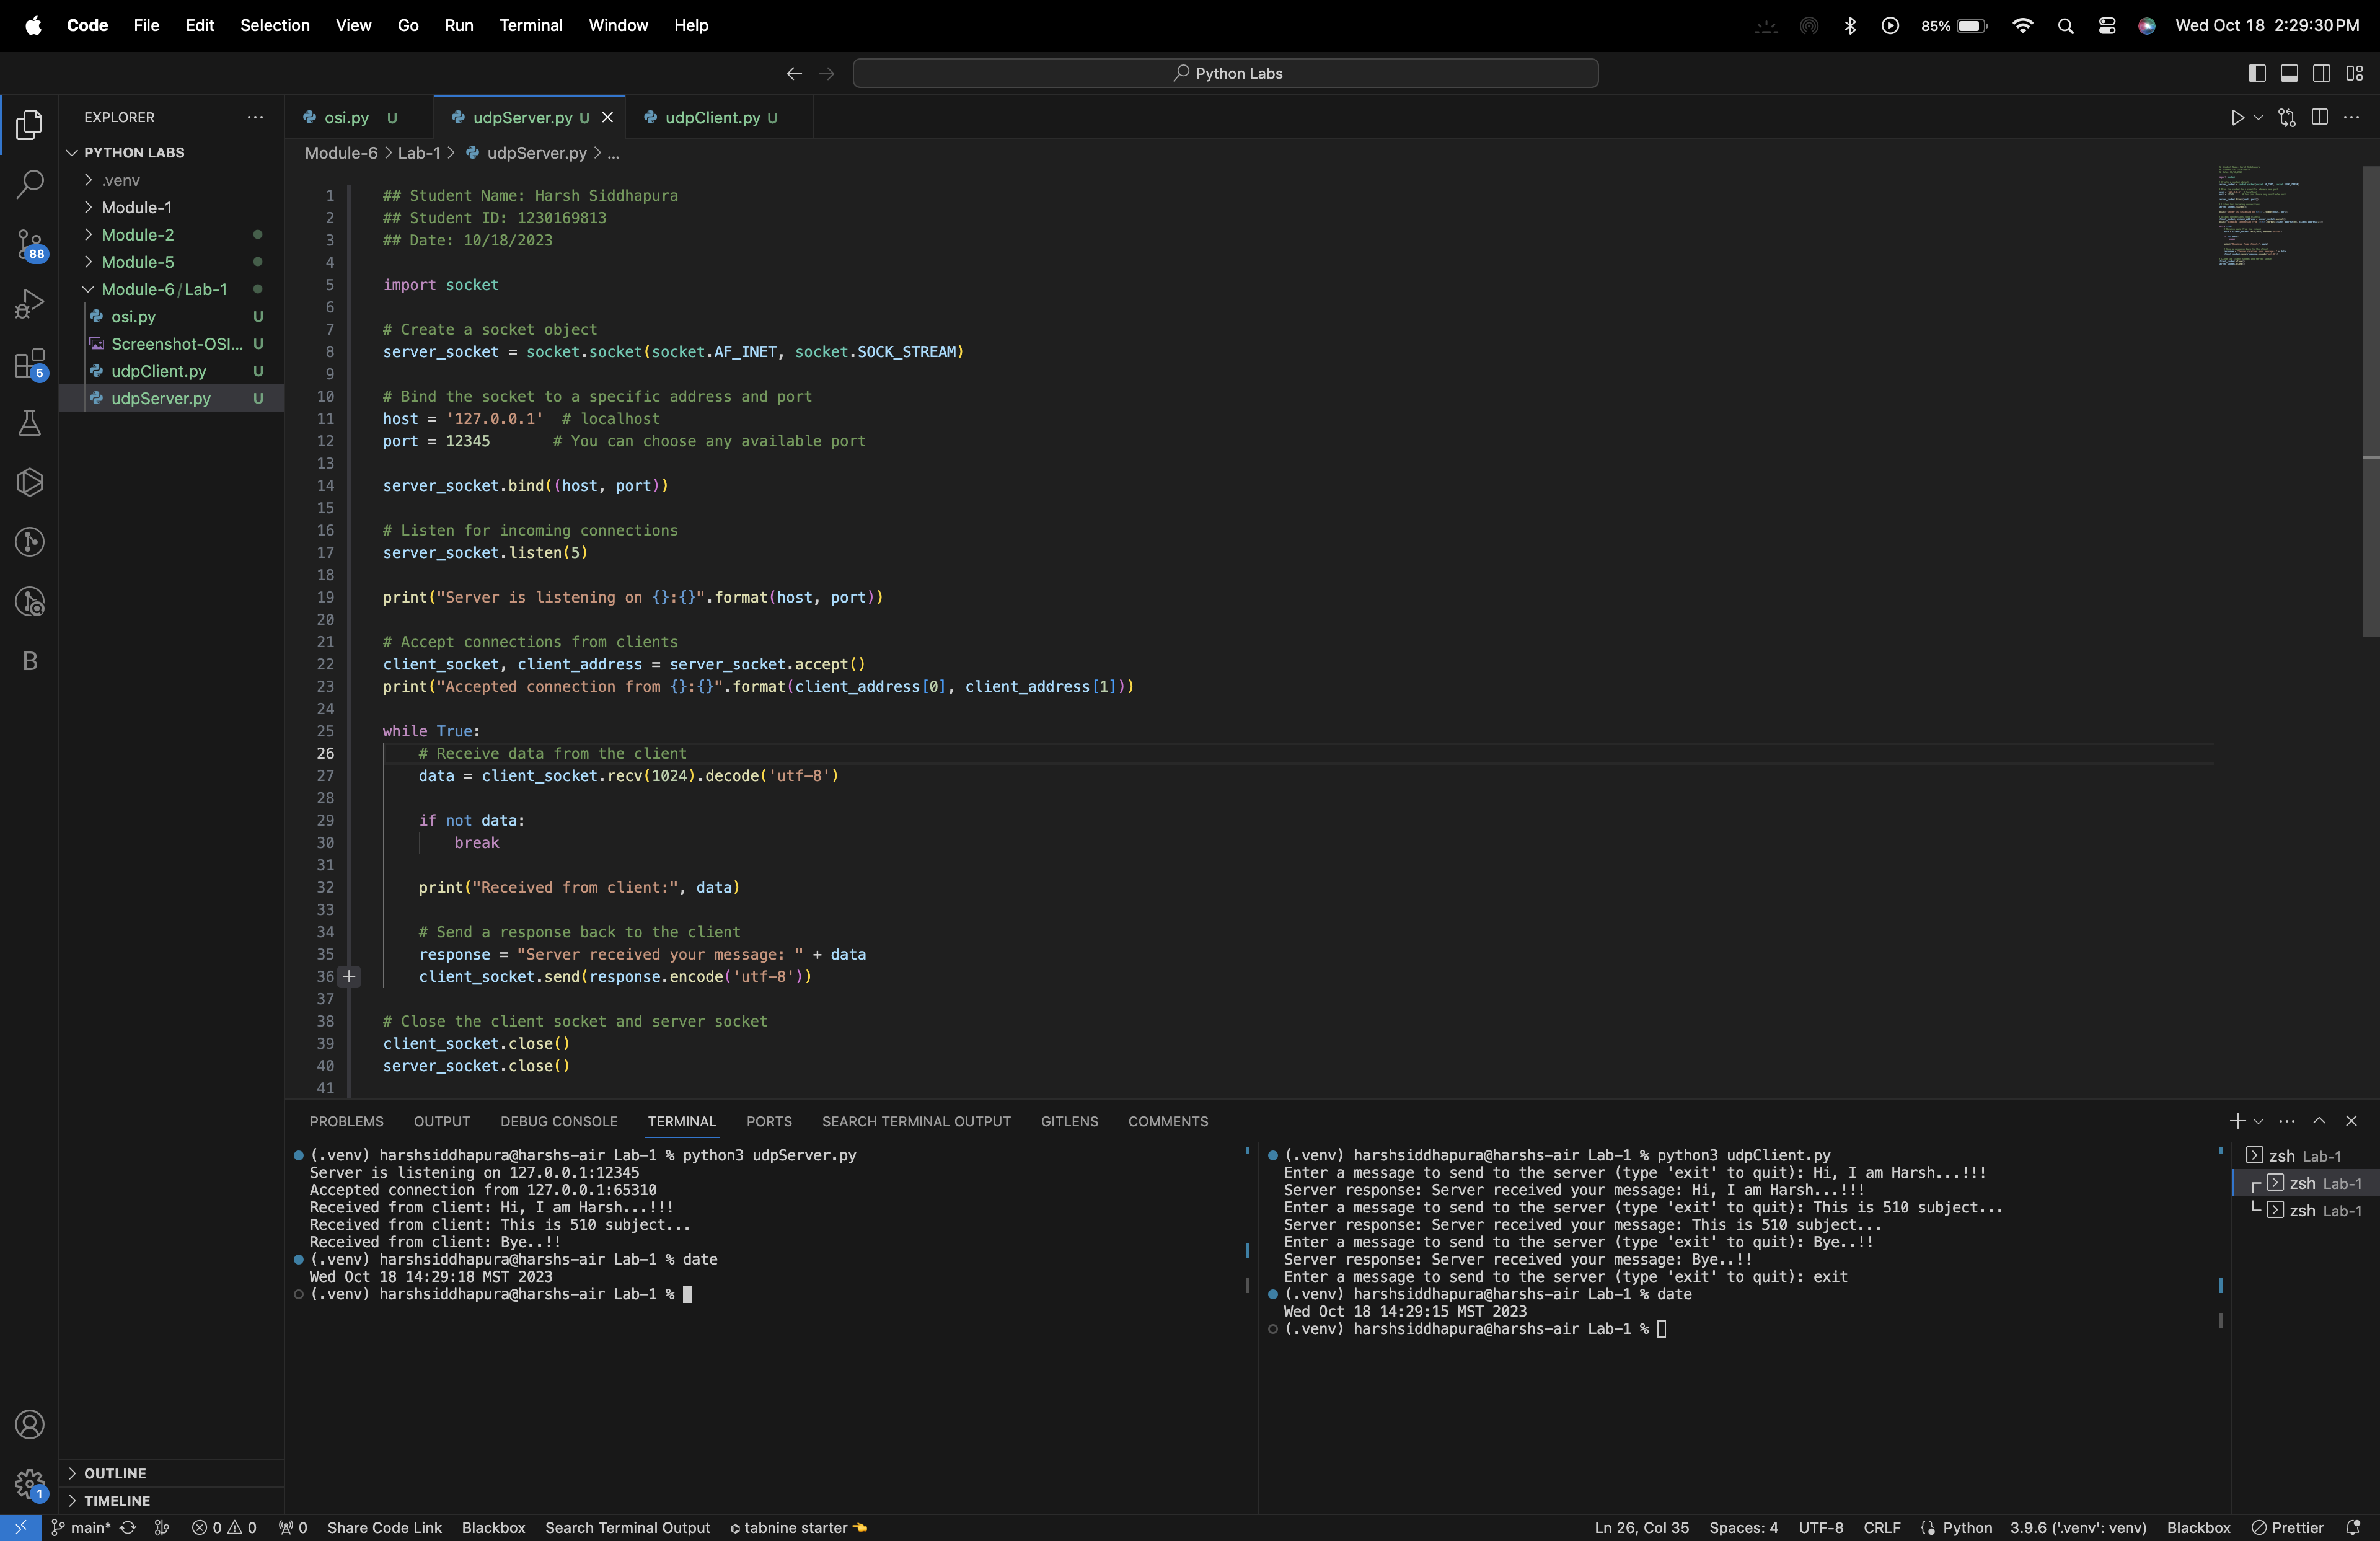 Code File Edit Selection View Go Run Terminal Window Help 85% Wed Oct 18 2:29:30 PM
Python Labs
EXPLORER
PYTHON LABS
.venv
Module-1
Module-2
Module-5
Module-6/Lab-1
osi.py U
Screenshot-OSI... U
udpClient.py U
udpServer.py U
88
5
B
1
OUTLINE
TIMELINE
osi.py U udpServer.py U udpClient.py U
Module-6 > Lab-1 > udpServer.py > ...
1 ## Student Name: Harsh Siddhapura
2 ## Student ID: 1230169813
3 ## Date: 10/18/2023
4
5 import socket
6
7 # Create a socket object
8 server_socket = socket.socket(socket.AF_INET, socket.SOCK_STREAM)
9
10 # Bind the socket to a specific address and port
11 host = '127.0.0.1'  # localhost
12 port = 12345       # You can choose any available port
13
14 server_socket.bind((host, port))
15
16 # Listen for incoming connections
17 server_socket.listen(5)
18
19 print("Server is listening on {}:{}".format(host, port))
20
21 # Accept connections from clients
22 client_socket, client_address = server_socket.accept()
23 print("Accepted connection from {}:{}".format(client_address[0], client_address[1]))
24
25 while True:
26     # Receive data from the client
27     data = client_socket.recv(1024).decode('utf-8')
28
29     if not data:
30         break
31
32     print("Received from client:", data)
33
34     # Send a response back to the client
35     response = "Server received your message: " + data
36     client_socket.send(response.encode('utf-8'))
37
38 # Close the client socket and server socket
39 client_socket.close()
40 server_socket.close()
41
PROBLEMS OUTPUT DEBUG CONSOLE TERMINAL PORTS SEARCH TERMINAL OUTPUT GITLENS COMMENTS
(.venv) harshsiddhapura@harshs-air Lab-1 % python3 udpServer.py
Server is listening on 127.0.0.1:12345
Accepted connection from 127.0.0.1:65310
Received from client: Hi, I am Harsh...!!!
Received from client: This is 510 subject...
Received from client: Bye..!!
(.venv) harshsiddhapura@harshs-air Lab-1 % date
Wed Oct 18 14:29:18 MST 2023
(.venv) harshsiddhapura@harshs-air Lab-1 %
(.venv) harshsiddhapura@harshs-air Lab-1 % python3 udpClient.py
Enter a message to send to the server (type 'exit' to quit): Hi, I am Harsh...!!!
Server response: Server received your message: Hi, I am Harsh...!!!
Enter a message to send to the server (type 'exit' to quit): This is 510 subject...
Server response: Server received your message: This is 510 subject...
Enter a message to send to the server (type 'exit' to quit): Bye..!!
Server response: Server received your message: Bye..!!
Enter a message to send to the server (type 'exit' to quit): exit
(.venv) harshsiddhapura@harshs-air Lab-1 % date
Wed Oct 18 14:29:15 MST 2023
(.venv) harshsiddhapura@harshs-air Lab-1 %
zsh Lab-1
zsh Lab-1
zsh Lab-1
main* 0 0 0 Share Code Link Blackbox Search Terminal Output tabnine starter Ln 26, Col 35 Spaces: 4 UTF-8 CRLF Python 3.9.6 ('.venv': venv) Blackbox Prettier